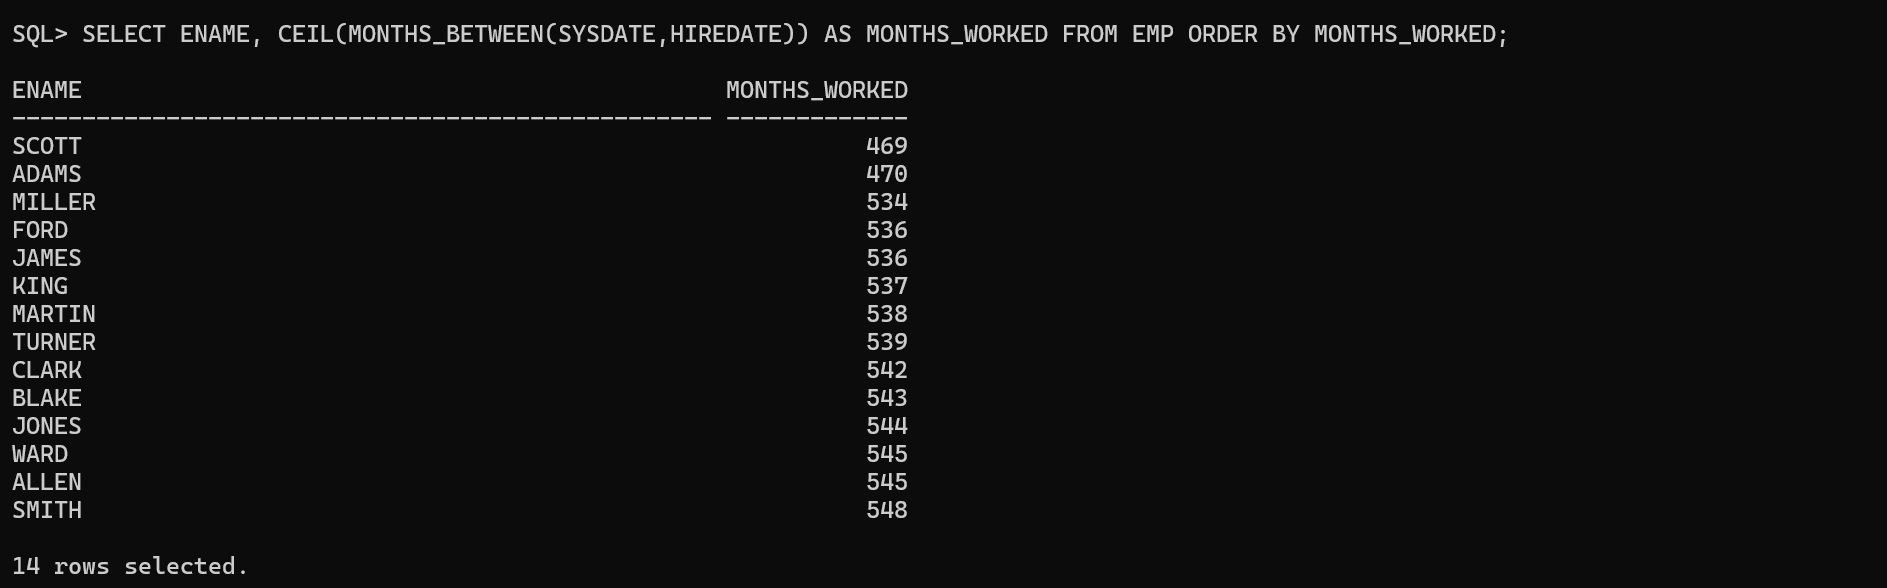 SQL> SELECT ENAME, CEIL(MONTHS_BETWEEN(SYSDATE,HIREDATE)) AS MONTHS_WORKED FROM EMP ORDER BY MONTHS_WORKED;
ENAME MONTHS_WORKED
-------------------------------------------------- -------------
SCOTT 469
ADAMS 470
MILLER 534
FORD 536
JAMES 536
KING 537
MARTIN 538
TURNER 539
CLARK 542
BLAKE 543
JONES 544
WARD 545
ALLEN 545
SMITH 548
14 rows selected.